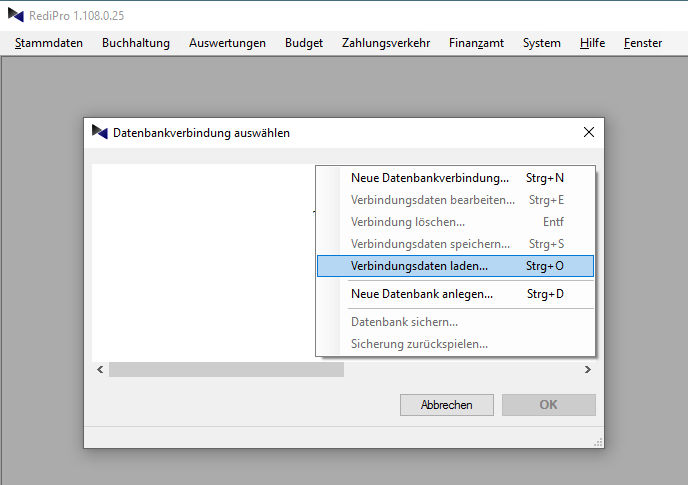 RediPro 1.108.0.25
Stammdaten Buchhaltung Auswertungen Budget Zahlungsverkehr Finanzamt System Hilfe Fenster
Datenbankverbindung auswählen
Neue Datenbankverbindung... Strg+N
Verbindungsdaten bearbeiten... Strg+E
Verbindung löschen... Entf
Verbindungsdaten speichern... Strg+S
Verbindungsdaten laden... Strg+O
Neue Datenbank anlegen... Strg+D
Datenbank sichern...
Sicherung zurückspielen...
Abbrechen OK